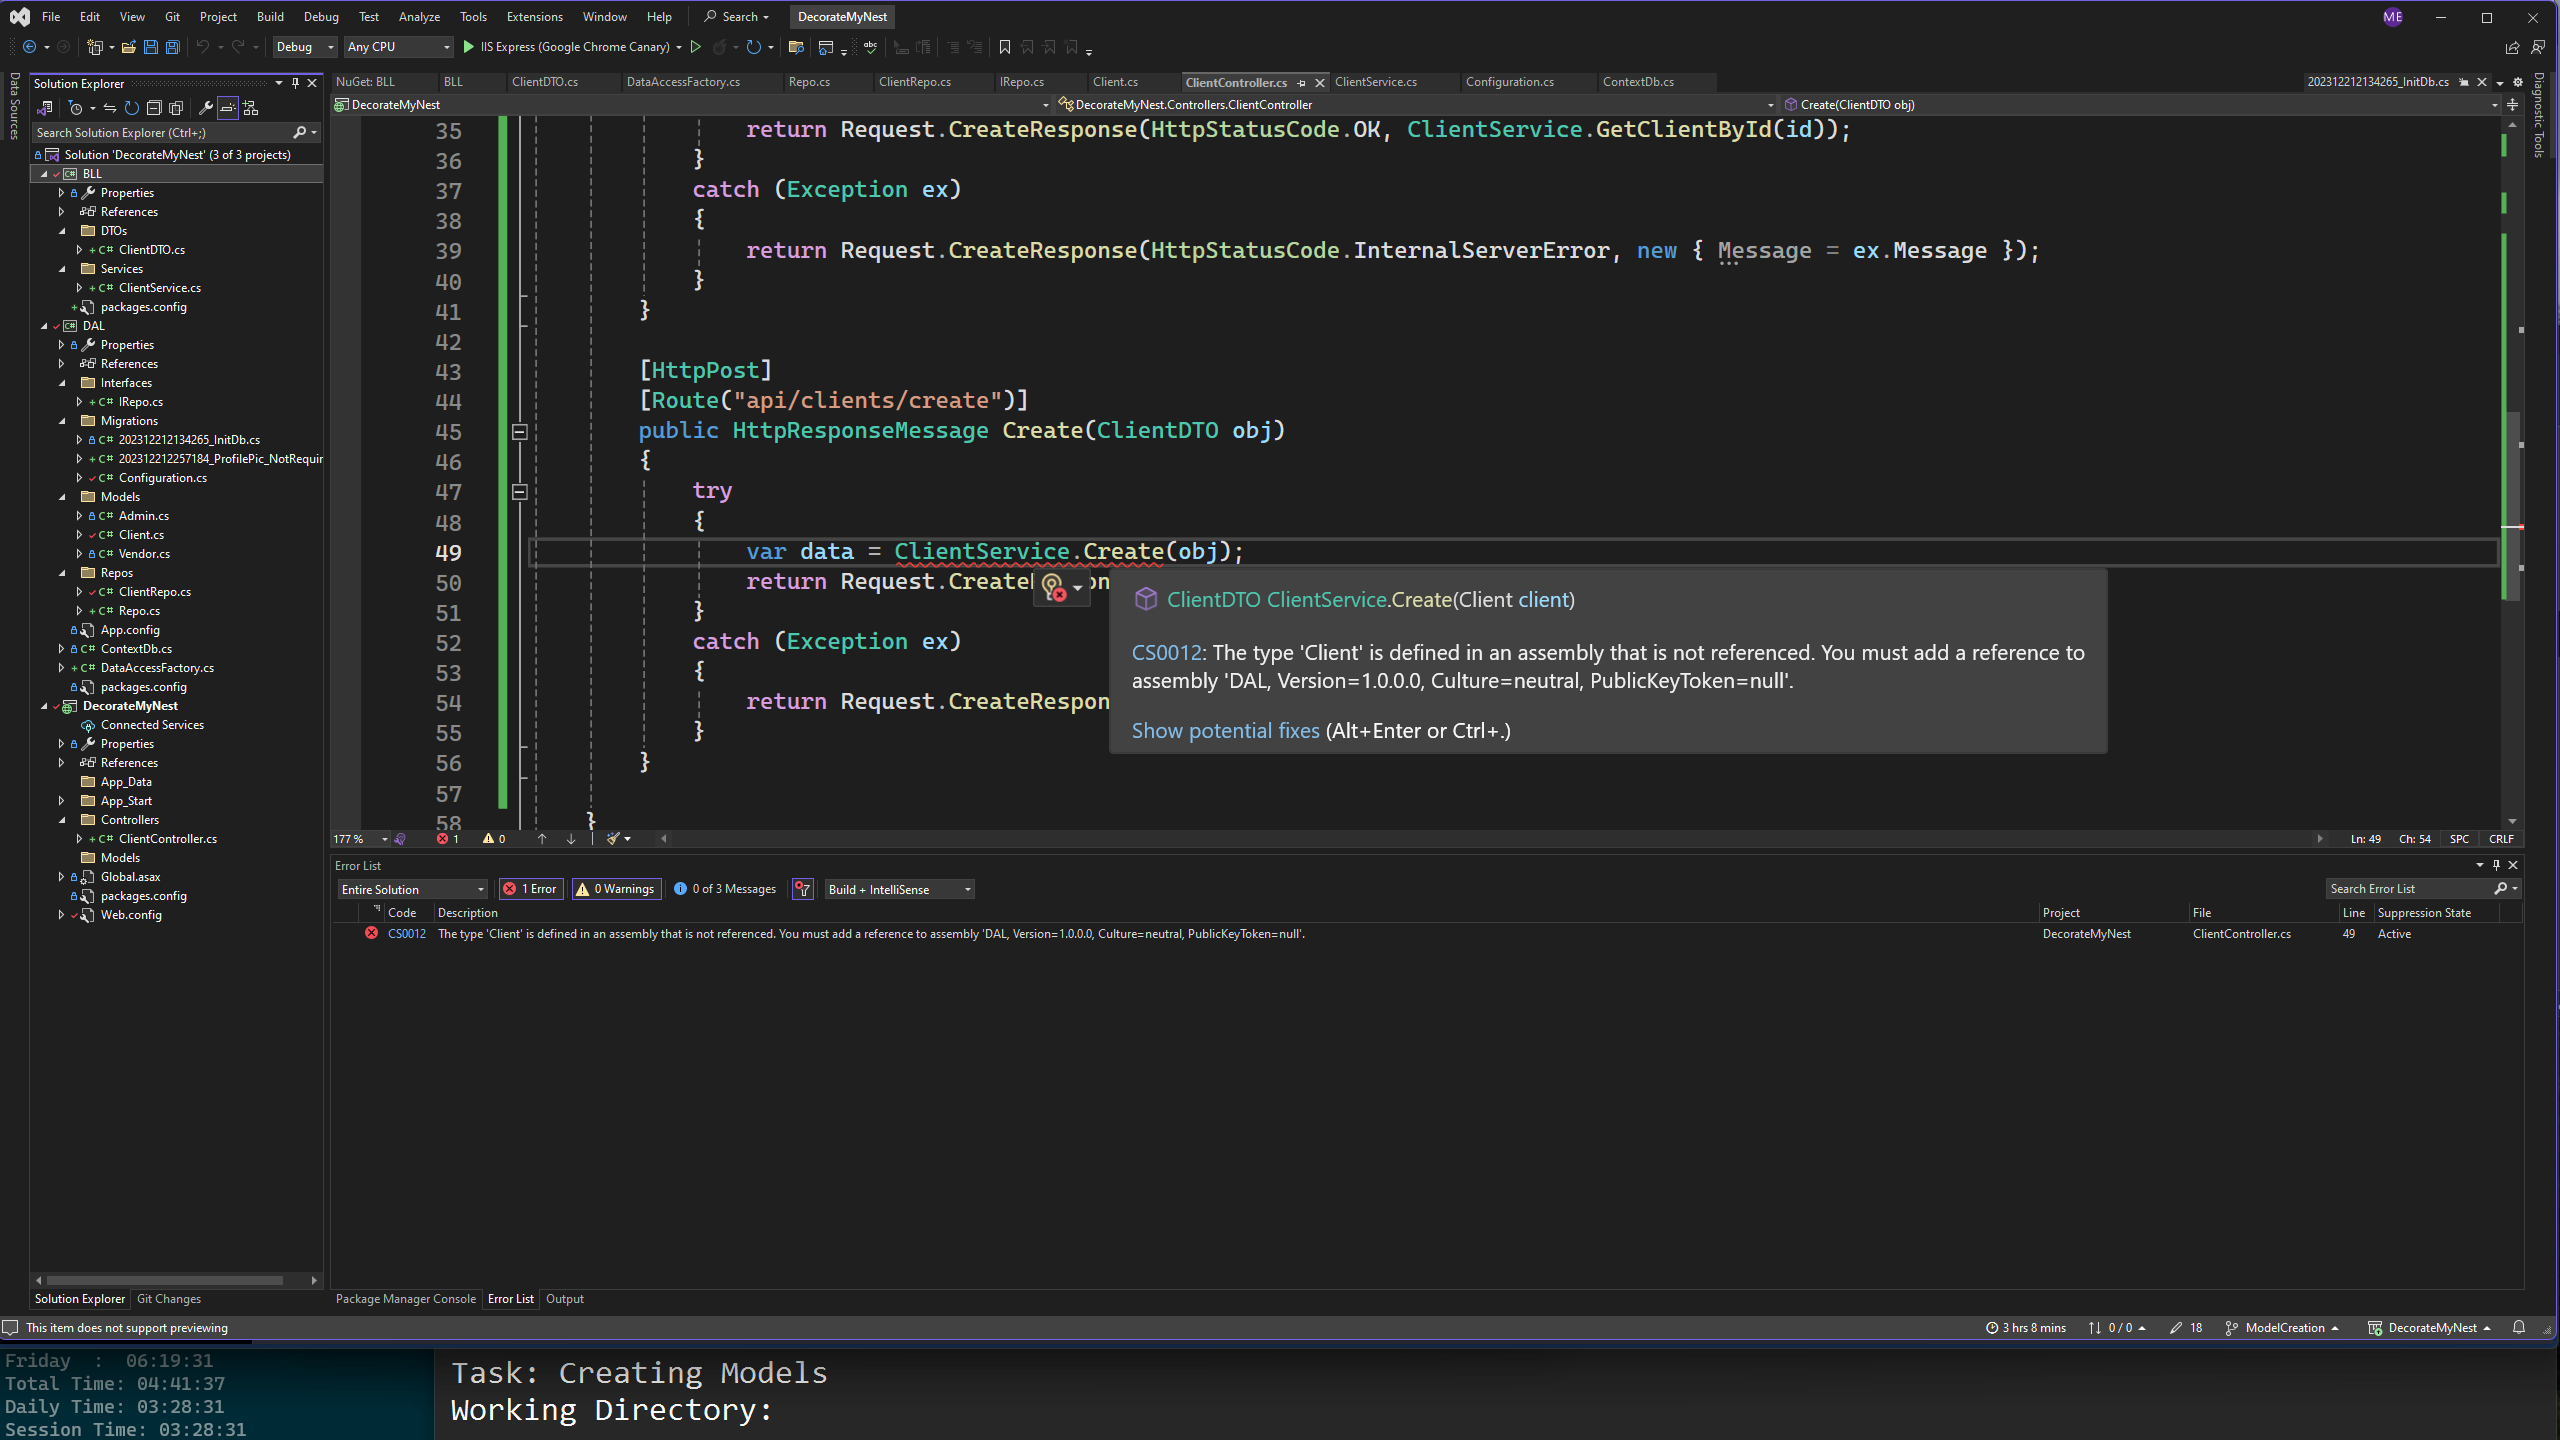 File Edit View Git Project Build Debug Test Analyze Tools Extensions Window Help Search DecorateMyNest ME
Debug Any CPU IIS Express (Google Chrome Canary)
Data Sources
Solution Explorer
Search Solution Explorer (Ctrl+;)
Solution 'DecorateMyNest' (3 of 3 projects)
BLL
Properties
References
DTOs
C# ClientDTO.cs
Services
C# ClientService.cs
packages.config
DAL
Properties
References
Interfaces
C# IRepo.cs
Migrations
C# 202312212134265_InitDb.cs
C# 202312212257184_ProfilePic_NotRequir
C# Configuration.cs
Models
C# Admin.cs
C# Client.cs
C# Vendor.cs
Repos
C# ClientRepo.cs
C# Repo.cs
App.config
C# ContextDb.cs
C# DataAccessFactory.cs
packages.config
DecorateMyNest
Connected Services
Properties
References
App_Data
App_Start
Controllers
C# ClientController.cs
Models
Global.asax
packages.config
Web.config
Solution Explorer Git Changes
NuGet: BLL BLL ClientDTO.cs DataAccessFactory.cs Repo.cs ClientRepo.cs IRepo.cs Client.cs ClientController.cs ClientService.cs Configuration.cs ContextDb.cs 202312212134265_InitDb.cs
DecorateMyNest DecorateMyNest.Controllers.ClientController Create(ClientDTO obj)
Diagnostic Tools
35 return Request.CreateResponse(HttpStatusCode.OK, ClientService.GetClientById(id));
36 }
37 catch (Exception ex)
38 {
39 return Request.CreateResponse(HttpStatusCode.InternalServerError, new { Message = ex.Message });
40 }
41 }
42
43 [HttpPost]
44 [Route("api/clients/create")]
45 public HttpResponseMessage Create(ClientDTO obj)
46 {
47 try
48 {
49 var data = ClientService.Create(obj);
50 return Request.Create on
51 }
52 catch (Exception ex)
53 {
54 return Request.CreateRespon
55 }
56 }
57
58 }
ClientDTO ClientService.Create(Client client)
CS0012: The type 'Client' is defined in an assembly that is not referenced. You must add a reference to
assembly 'DAL, Version=1.0.0.0, Culture=neutral, PublicKeyToken=null'.
Show potential fixes (Alt+Enter or Ctrl+.)
177 % 1 0 Ln: 49 Ch: 54 SPC CRLF
Error List
Entire Solution 1 Error 0 Warnings 0 of 3 Messages Build + IntelliSense Search Error List
Code Description Project File Line Suppression State
CS0012 The type 'Client' is defined in an assembly that is not referenced. You must add a reference to assembly 'DAL, Version=1.0.0.0, Culture=neutral, PublicKeyToken=null'. DecorateMyNest ClientController.cs 49 Active
Package Manager Console Error List Output
This item does not support previewing 3 hrs 8 mins 0 / 0 18 ModelCreation DecorateMyNest
Friday : 06:19:31
Total Time: 04:41:37
Daily Time: 03:28:31
Session Time: 03:28:31
Task: Creating Models
Working Directory: